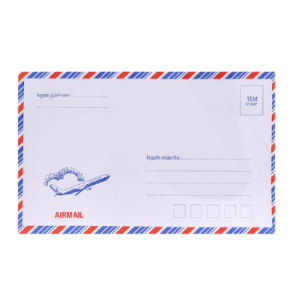 Người gửi/From:
TEM
STAMP
Người nhận/To:
AIRMAIL